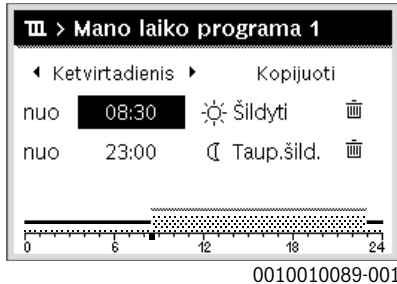 > Mano laiko programa 1
Ketvirtadienis Kopijuoti
nuo 08:30 Šildyti
nuo 23:00 Taup.šild.
0 6 12 18 24
0010010089-001